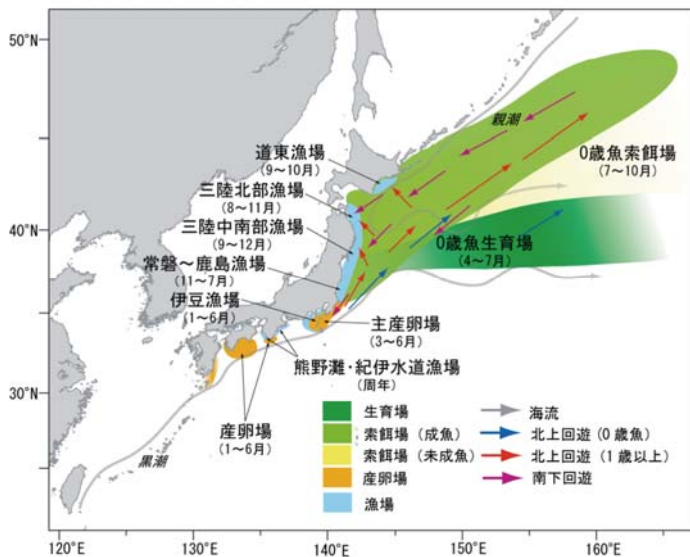 50°N
親潮
道東漁場
(9～10月)
0歳魚索餌場
(7～10月)
三陸北部漁場
(8～11月)
40°N
三陸中南部漁場
(9～12月)
0歳魚生育場
(4～7月)
常磐～鹿島漁場
(11～7月)
伊豆漁場
(1～6月)
主産卵場
(3～6月)
熊野灘・紀伊水道漁場
(周年)
30°N
産卵場
(1～6月)
黒潮
生育場
索餌場（成魚）
索餌場（未成魚）
産卵場
漁場
海流
北上回遊（0歳魚）
北上回遊（1歳以上）
南下回遊
120°E
130°E
140°E
150°E
160°E